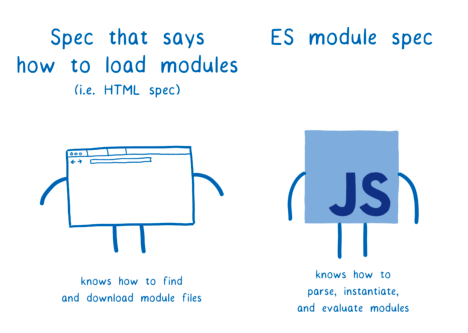 Spec that says
how to load modules
(i.e. HTML spec)
knows how to find
and download module files
ES module spec
JS
knows how to
parse, instantiate,
and evaluate modules